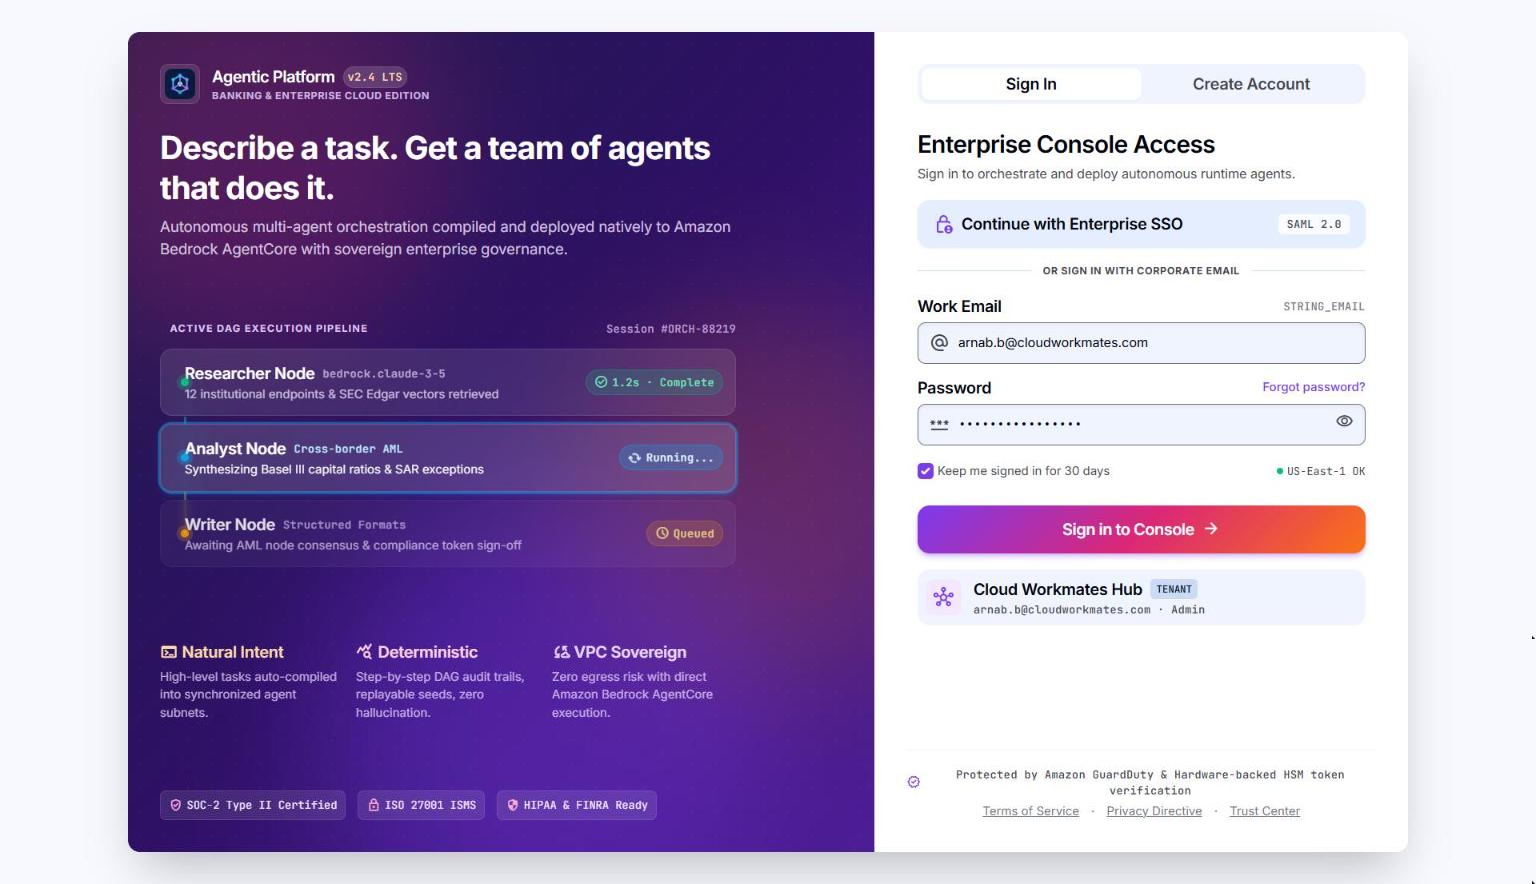 Agentic Platform v2.4 LTS
BANKING & ENTERPRISE CLOUD EDITION
Describe a task. Get a team of agents
that does it.
Autonomous multi-agent orchestration compiled and deployed natively to Amazon
Bedrock AgentCore with sovereign enterprise governance.
ACTIVE DAG EXECUTION PIPELINE
Session #ORCH-88219
Researcher Node bedrock.claude-3-5
12 institutional endpoints & SEC Edgar vectors retrieved
1.2s · Complete
Analyst Node Cross-border AML
Synthesizing Basel III capital ratios & SAR exceptions
Running...
Writer Node Structured Formats
Awaiting AML node consensus & compliance token sign-off
Queued
Natural Intent
High-level tasks auto-compiled
into synchronized agent
subnets.
Deterministic
Step-by-step DAG audit trails,
replayable seeds, zero
hallucination.
VPC Sovereign
Zero egress risk with direct
Amazon Bedrock AgentCore
execution.
SOC-2 Type II Certified
ISO 27001 ISMS
HIPAA & FINRA Ready
Sign In
Create Account
Enterprise Console Access
Sign in to orchestrate and deploy autonomous runtime agents.
Continue with Enterprise SSO
SAML 2.0
OR SIGN IN WITH CORPORATE EMAIL
Work Email
STRING_EMAIL
arnab.b@cloudworkmates.com
Password
Forgot password?
••••••••••••••••
Keep me signed in for 30 days
US-East-1 OK
Sign in to Console →
Cloud Workmates Hub TENANT
arnab.b@cloudworkmates.com · Admin
Protected by Amazon GuardDuty & Hardware-backed HSM token
verification
Terms of Service · Privacy Directive · Trust Center